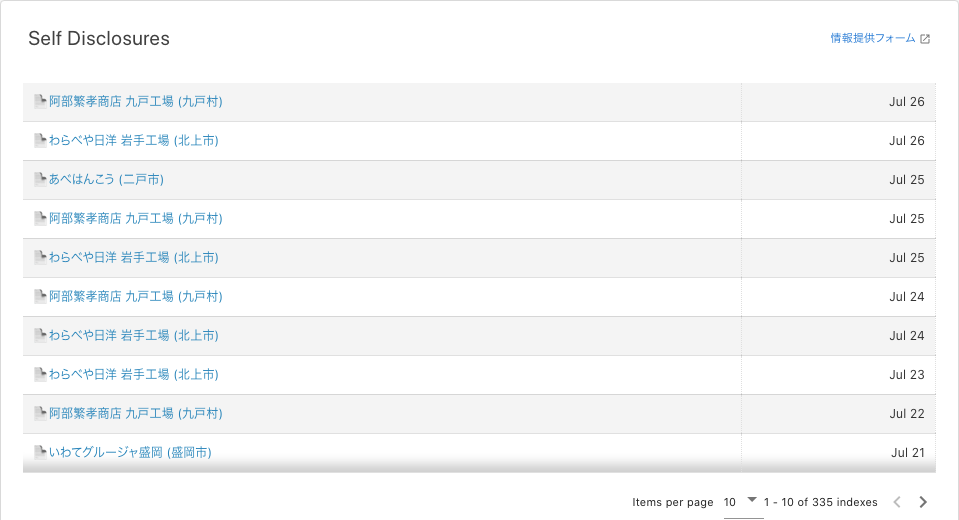 Self Disclosures
情報提供フォーム
阿部繁孝商店 九戸工場 (九戸村) Jul 26
わらべや日洋 岩手工場 (北上市) Jul 26
あべはんこう (二戸市) Jul 25
阿部繁孝商店 九戸工場 (九戸村) Jul 25
わらべや日洋 岩手工場 (北上市) Jul 25
阿部繁孝商店 九戸工場 (九戸村) Jul 24
わらべや日洋 岩手工場 (北上市) Jul 24
わらべや日洋 岩手工場 (北上市) Jul 23
阿部繁孝商店 九戸工場 (九戸村) Jul 22
いわてグルージャ盛岡 (盛岡市) Jul 21
Items per page 10 1 - 10 of 335 indexes